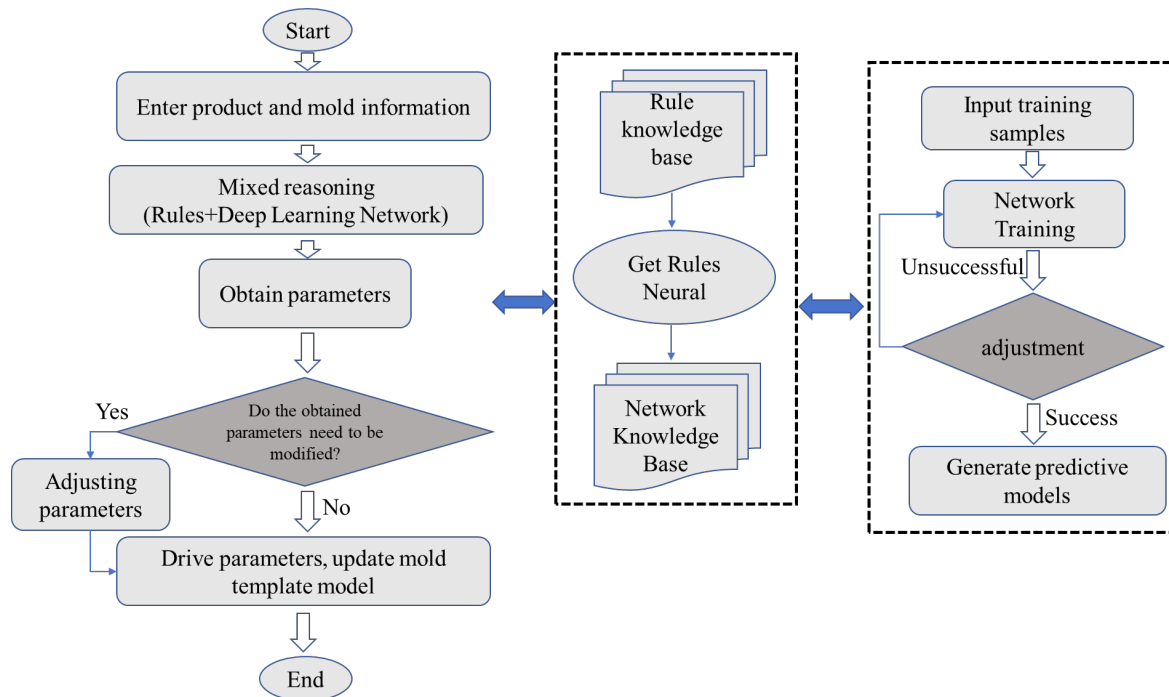 Start
Enter product and mold information
Mixed reasoning
(Rules+Deep Learning Network)
Obtain parameters
Do the obtained
parameters need to be
modified?
Yes
Adjusting
parameters
No
Drive parameters, update mold
template model
End
Rule
knowledge
base
Get Rules
Neural
Network
Knowledge
Base
Input training
samples
Network
Training
Unsuccessful
adjustment
Success
Generate predictive
models